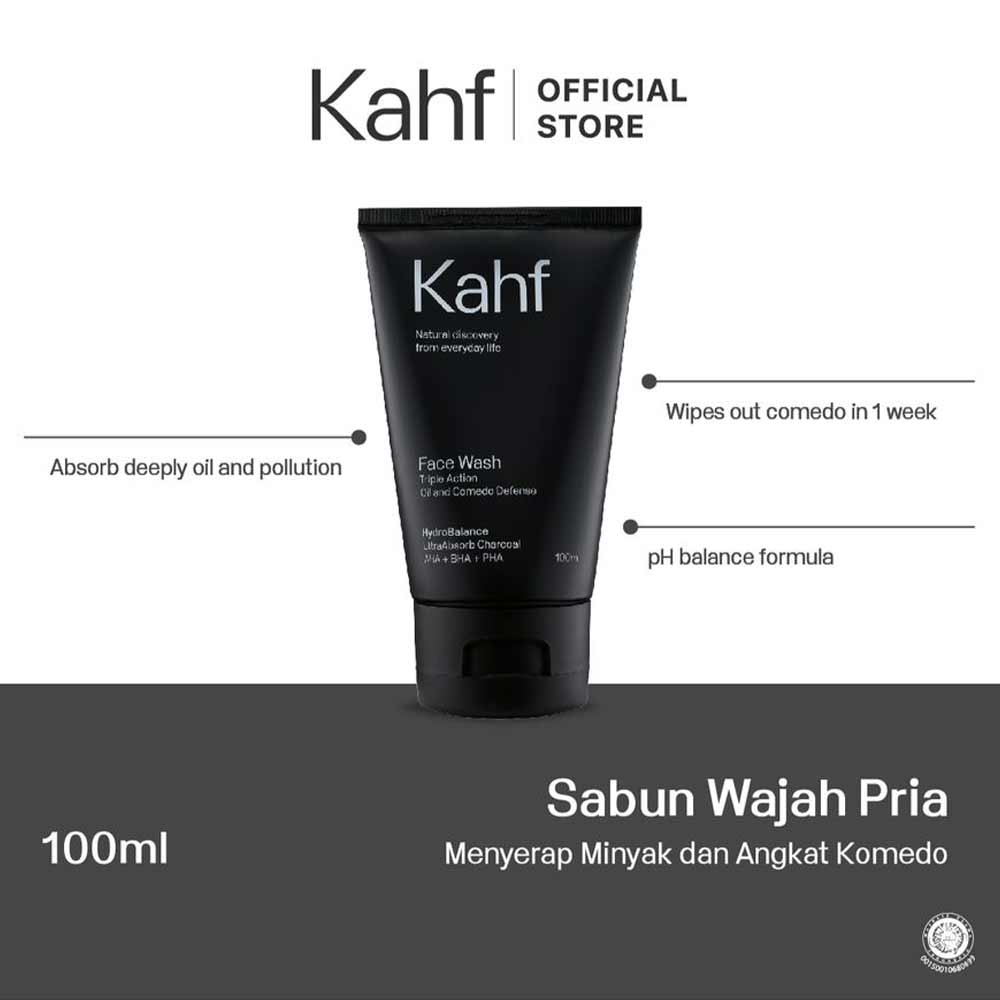 Kahf
OFFICIAL
STORE
Kahf
Natural discovery
from everyday life
Wipes out comedo in 1 week
Absorb deeply oil and pollution
Face Wash
Triple Action
Oil and Comedo Defense
HydroBalance
UltraAbsorb Charcoal
AHA + BHA + PHA
100ml
pH balance formula
Sabun Wajah Pria
100ml
Menyerap Minyak dan Angkat Komedo